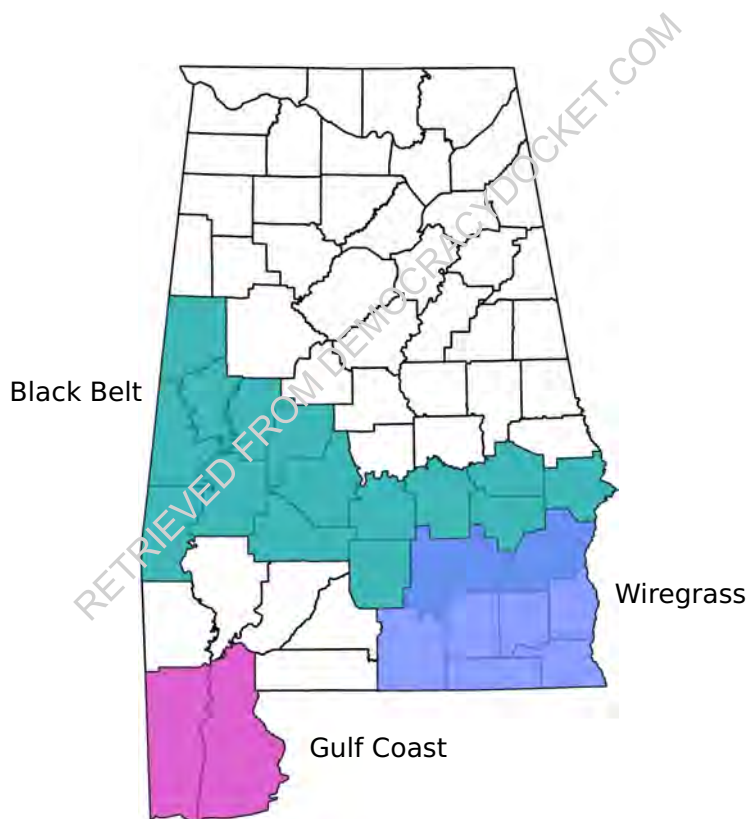 RETRIEVED FROM DEMOCRACYDOCKET.COM
Black Belt
Wiregrass
Gulf Coast